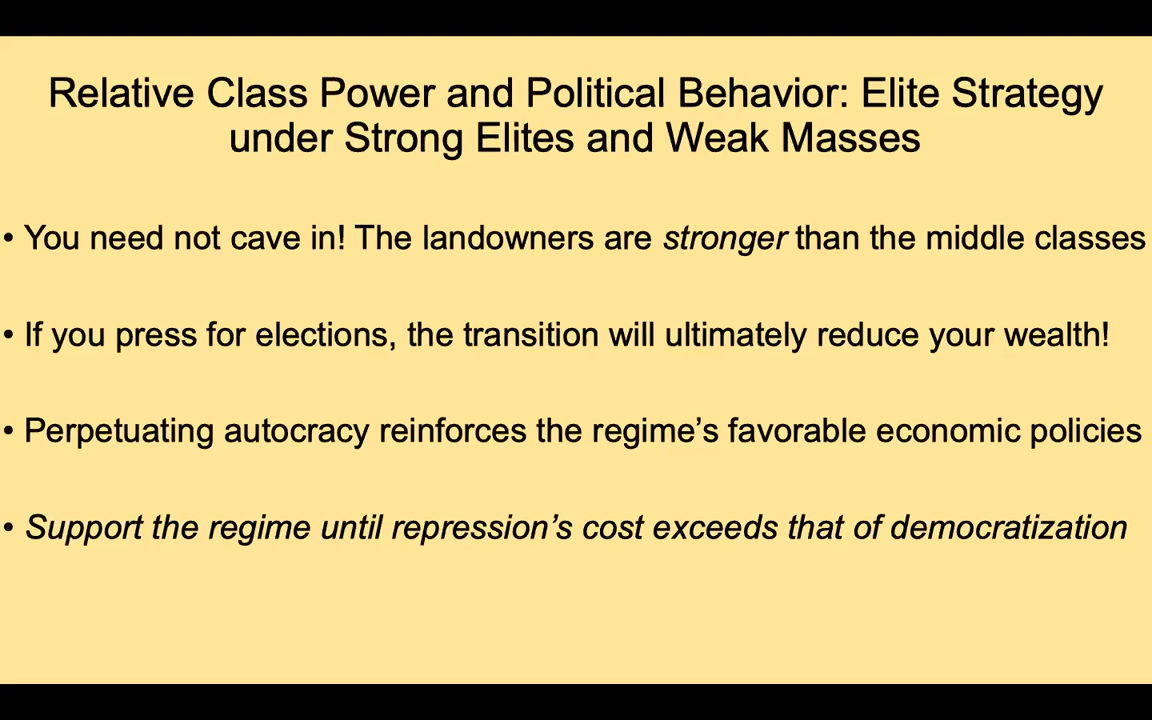 Relative Class Power and Political Behavior: Elite Strategy
under Strong Elites and Weak Masses
• You need not cave in! The landowners are stronger than the middle classes
• If you press for elections, the transition will ultimately reduce your wealth!
• Perpetuating autocracy reinforces the regime’s favorable economic policies
• Support the regime until repression’s cost exceeds that of democratization